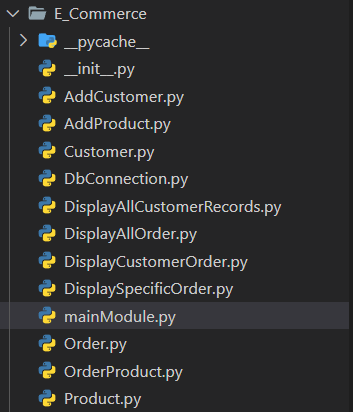 E_Commerce
__pycache__
__init__.py
AddCustomer.py
AddProduct.py
Customer.py
DbConnection.py
DisplayAllCustomerRecords.py
DisplayAllOrder.py
DisplayCustomerOrder.py
DisplaySpecificOrder.py
mainModule.py
Order.py
OrderProduct.py
Product.py